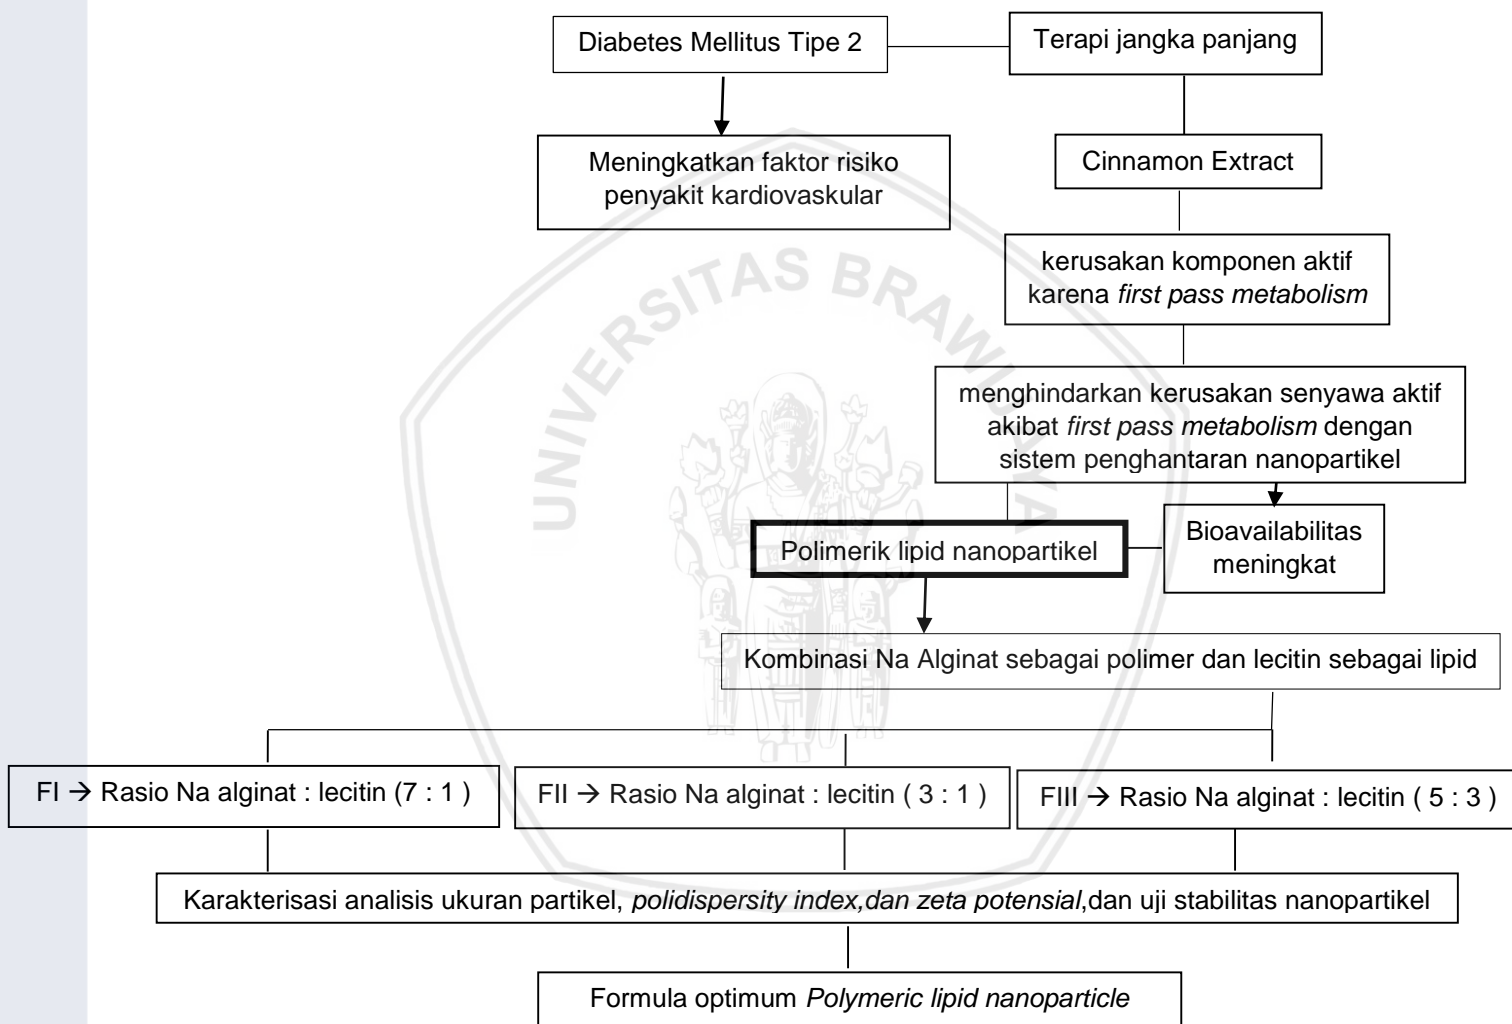 Diabetes Mellitus Tipe 2
Terapi jangka panjang
Meningkatkan faktor risiko
penyakit kardiovaskular
Cinnamon Extract
kerusakan komponen aktif
karena first pass metabolism
menghindarkan kerusakan senyawa aktif
akibat first pass metabolism dengan
sistem penghantaran nanopartikel
Polimerik lipid nanopartikel
Bioavailabilitas
meningkat
Kombinasi Na Alginat sebagai polimer dan lecitin sebagai lipid
FI → Rasio Na alginat : lecitin (7 : 1 )
FII → Rasio Na alginat : lecitin ( 3 : 1 )
FIII → Rasio Na alginat : lecitin ( 5 : 3 )
Karakterisasi analisis ukuran partikel, polidispersity index,dan zeta potensial,dan uji stabilitas nanopartikel
Formula optimum Polymeric lipid nanoparticle
UNIVERSITAS BRAWIJAYA